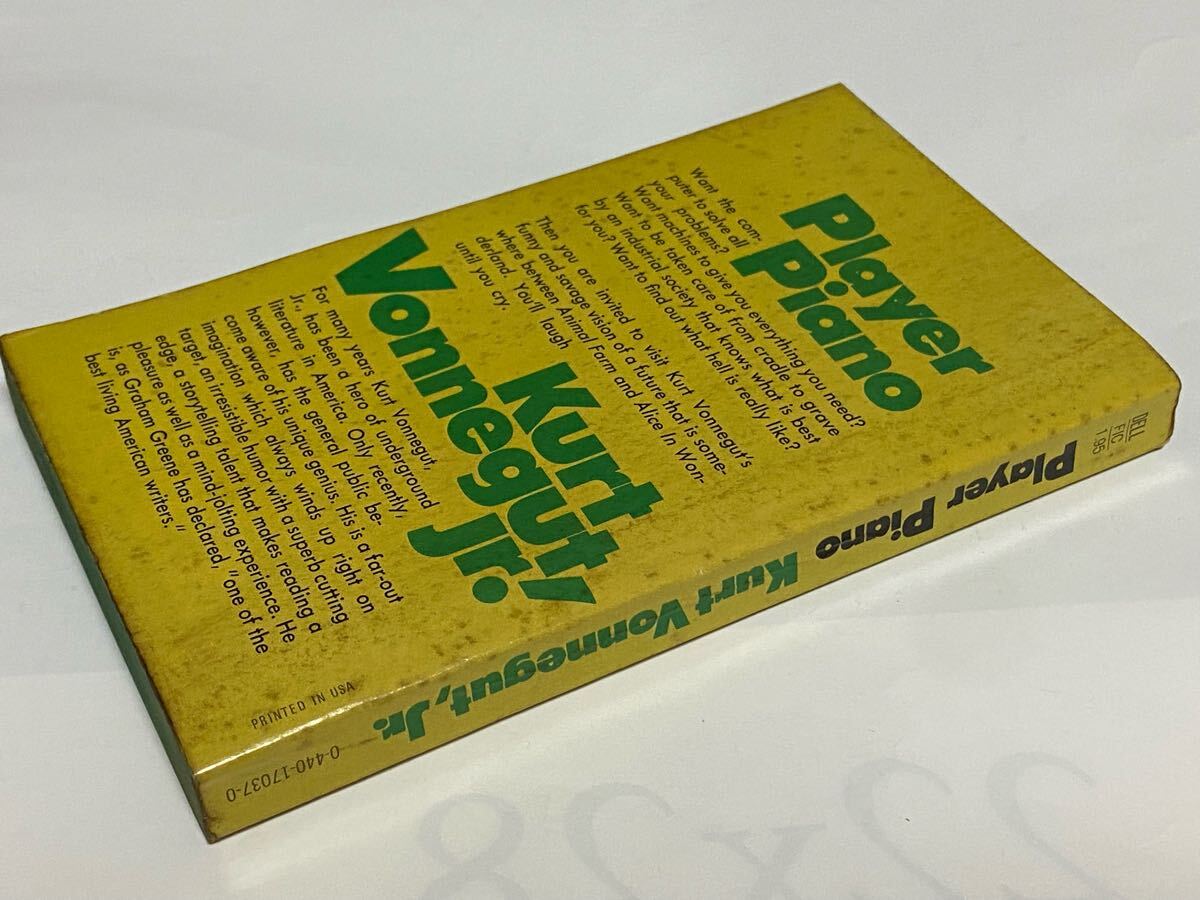 Player
Piano
Want the com-
puter to solve all
your problems?
Want machines to give you everything you need?
Want to be taken care of from cradle to grave
by an industrial society that knows what is best
for you? Want to find out what hell is really like?
Then you are invited to visit Kurt Vonnegut's
funny and savage vision of a future that is some-
where between Animal Farm and Alice In Won-
derland. You'll laugh
until you cry.
Kurt
Vonnegut,
Jr.
For many years Kurt Vonnegut,
Jr., has been a hero of underground
literature in America. Only recently,
however, has the general public be-
come aware of his unique genius. His is a far-out
imagination which always winds up right on
target, an irresistible humor with a superb cutting
edge, a storytelling talent that makes reading a
pleasure as well as a mind-jolting experience. He
is, as Graham Greene has declared, "one of the
best living American writers."
PRINTED IN USA
DELL
FIC
1.95
Player Piano Kurt Vonnegut, Jr.
0-440-17037-0
22x28